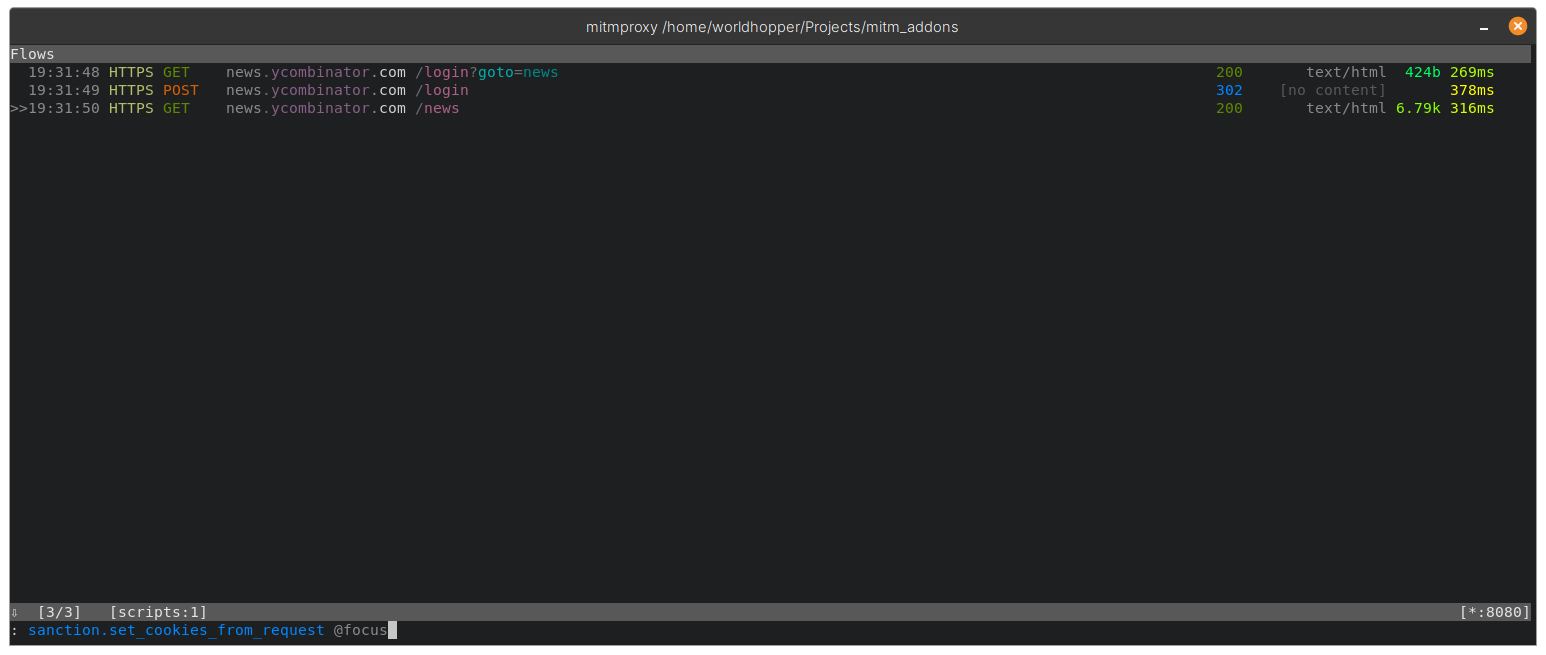 mitmproxy /home/worldhopper/Projects/mitm_addons
Flows
19:31:48 HTTPS GET news.ycombinator.com /login?goto=news 200 text/html 424b 269ms
19:31:49 HTTPS POST news.ycombinator.com /login 302 [no content] 378ms
>>19:31:50 HTTPS GET news.ycombinator.com /news 200 text/html 6.79k 316ms
⇩ [3/3] [scripts:1] [*:8080]
: sanction.set_cookies_from_request @focus